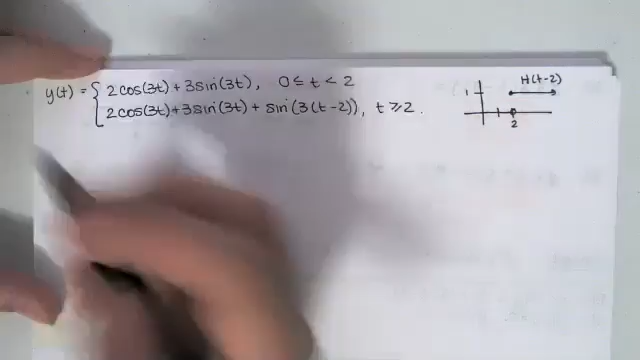 y(t) = { 2cos(3t) + 3sin(3t), 0 ≤ t < 2
2cos(3t)+3sin(3t) + sin(3(t-2)), t ≥ 2.
H(t-2)
1
2